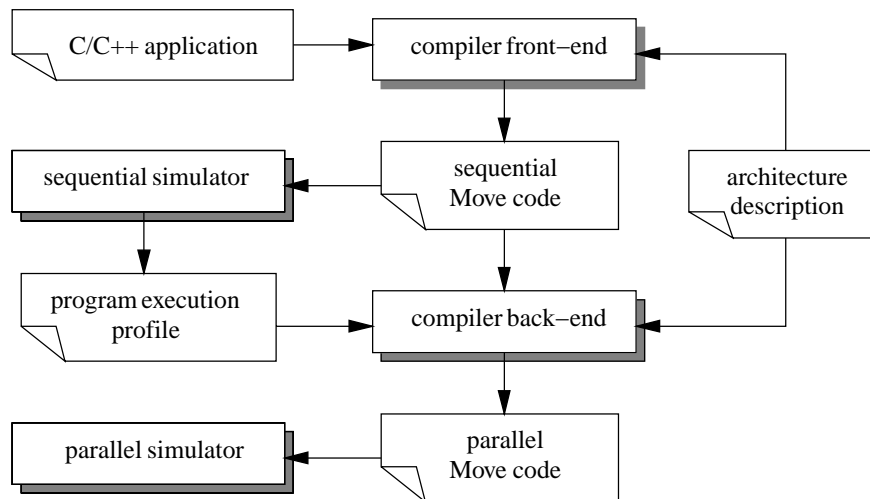 C/C++ application
compiler front−end
sequential simulator
sequential
Move code
architecture
description
program execution
profile
compiler back−end
parallel simulator
parallel
Move code